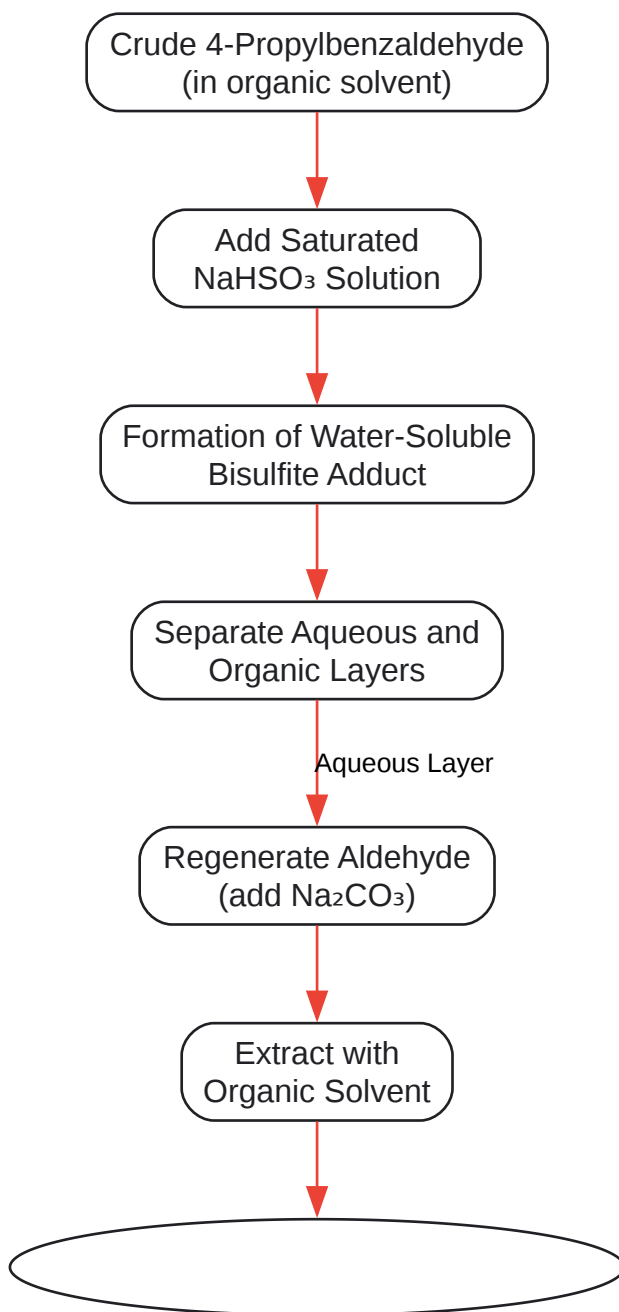 Crude 4-Propylbenzaldehyde
(in organic solvent)
Add Saturated
NaHSO₃ Solution
Formation of Water-Soluble
Bisulfite Adduct
Separate Aqueous and
Organic Layers
Aqueous Layer
Regenerate Aldehyde
(add Na₂CO₃)
Extract with
Organic Solvent